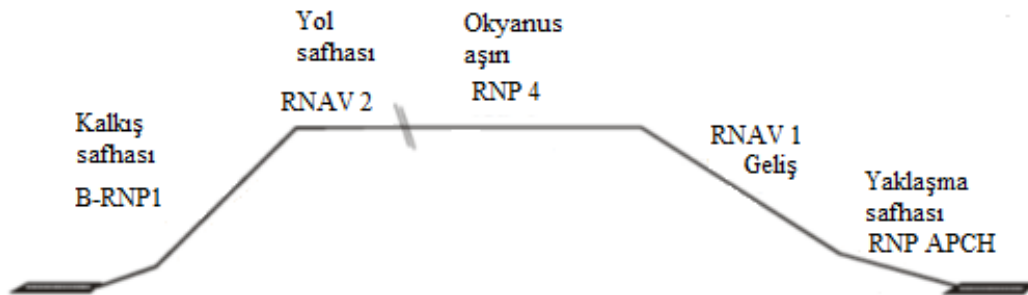 Kalkış
safhası
B-RNP1
Yol
safhası
RNAV 2
Okyanus
aşırı
RNP 4
RNAV 1
Geliş
Yaklaşma
safhası
RNP APCH